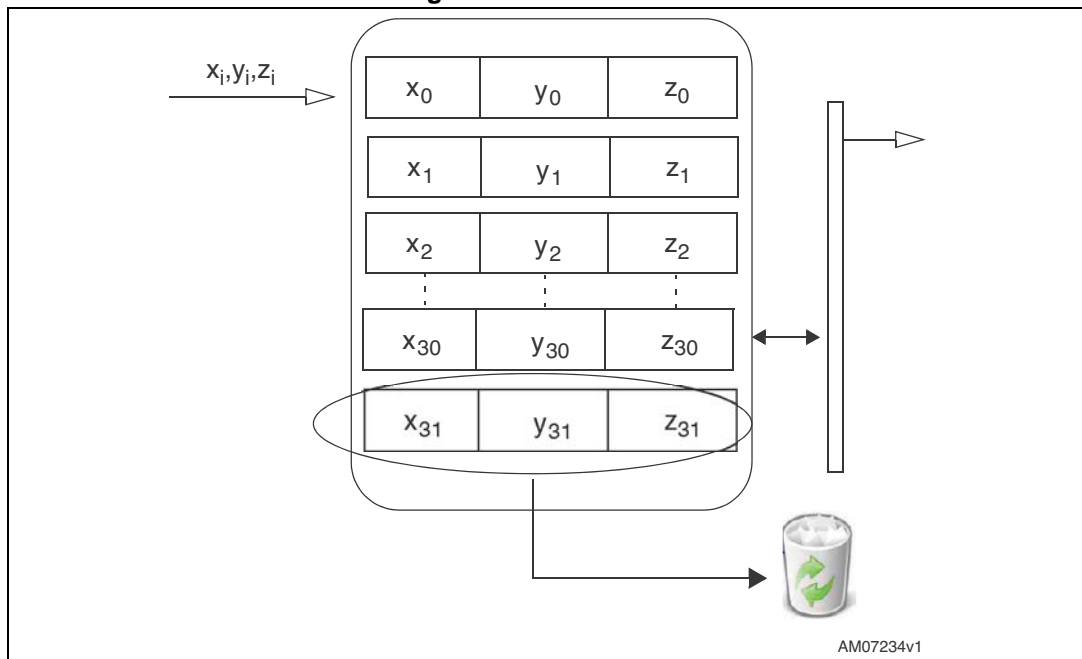 g
xi,yi,zi
x0 y0 z0
x1 y1 z1
x2 y2 z2
x30 y30 z30
x31 y31 z31
AM07234v1